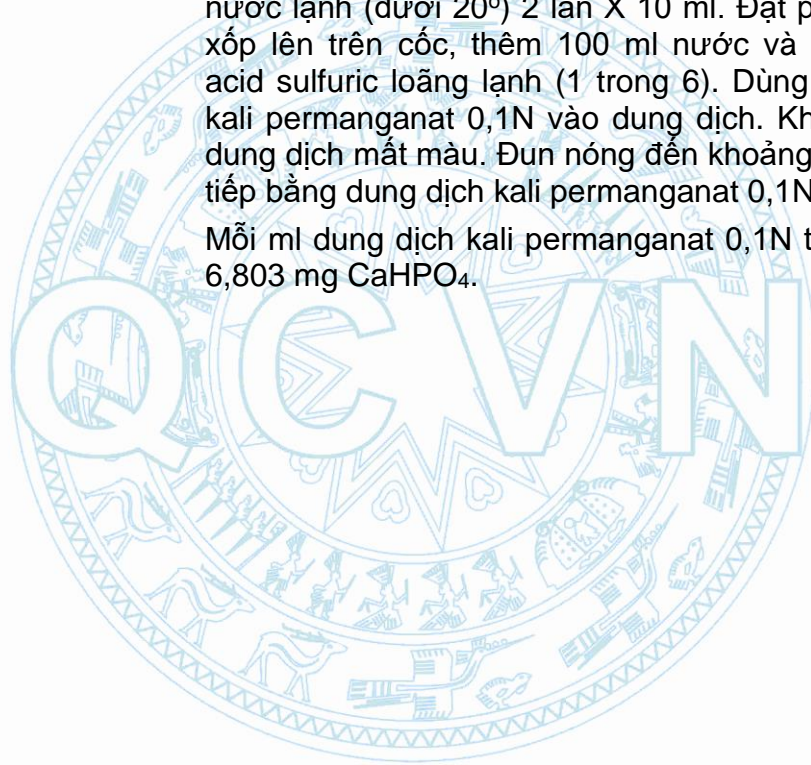 nước lạnh (dưới 20º) 2 lần X 10 ml. Đặt p
xốp lên trên cốc, thêm 100 ml nước và
acid sulfuric loãng lạnh (1 trong 6). Dùng
kali permanganat 0,1N vào dung dịch. Kh
dung dịch mất màu. Đun nóng đến khoảng
tiếp bằng dung dịch kali permanganat 0,1N
Mỗi ml dung dịch kali permanganat 0,1N t
6,803 mg CaHPO₄.
QCVN